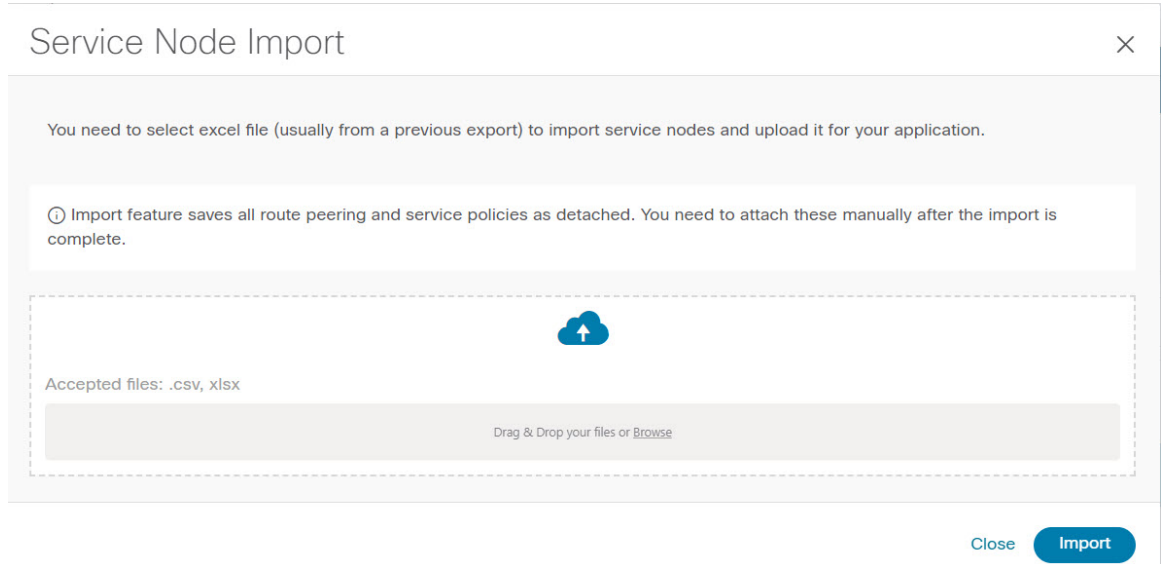 Service Node Import
You need to select excel file (usually from a previous export) to import service nodes and upload it for your application.
Import feature saves all route peering and service policies as detached. You need to attach these manually after the import is
complete.
Accepted files: .csv, xlsx
Drag & Drop your files or Browse
Close Import